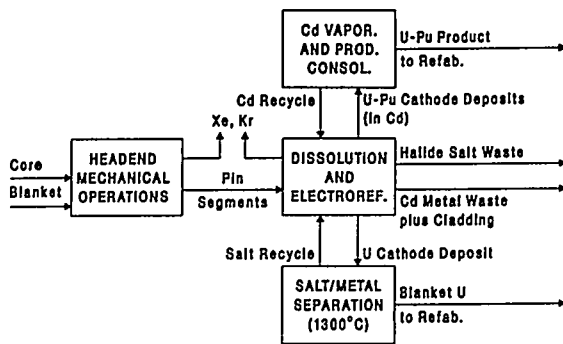 Cd VAPOR.
AND PROD.
CONSOL.
U-Pu Product
to Refab.
Cd Recycle
U-Pu Cathode Deposits
(in Cd)
Xe, Kr
Core
Blanket
HEADEND
MECHANICAL
OPERATIONS
Pin
Segments
DISSOLUTION
AND
ELECTROREF.
Halide Salt Waste
Cd Metal Waste
plus Cladding
Salt Recycle
U Cathode Deposit
SALT/METAL
SEPARATION
(1300°C)
Blanket U
to Refab.